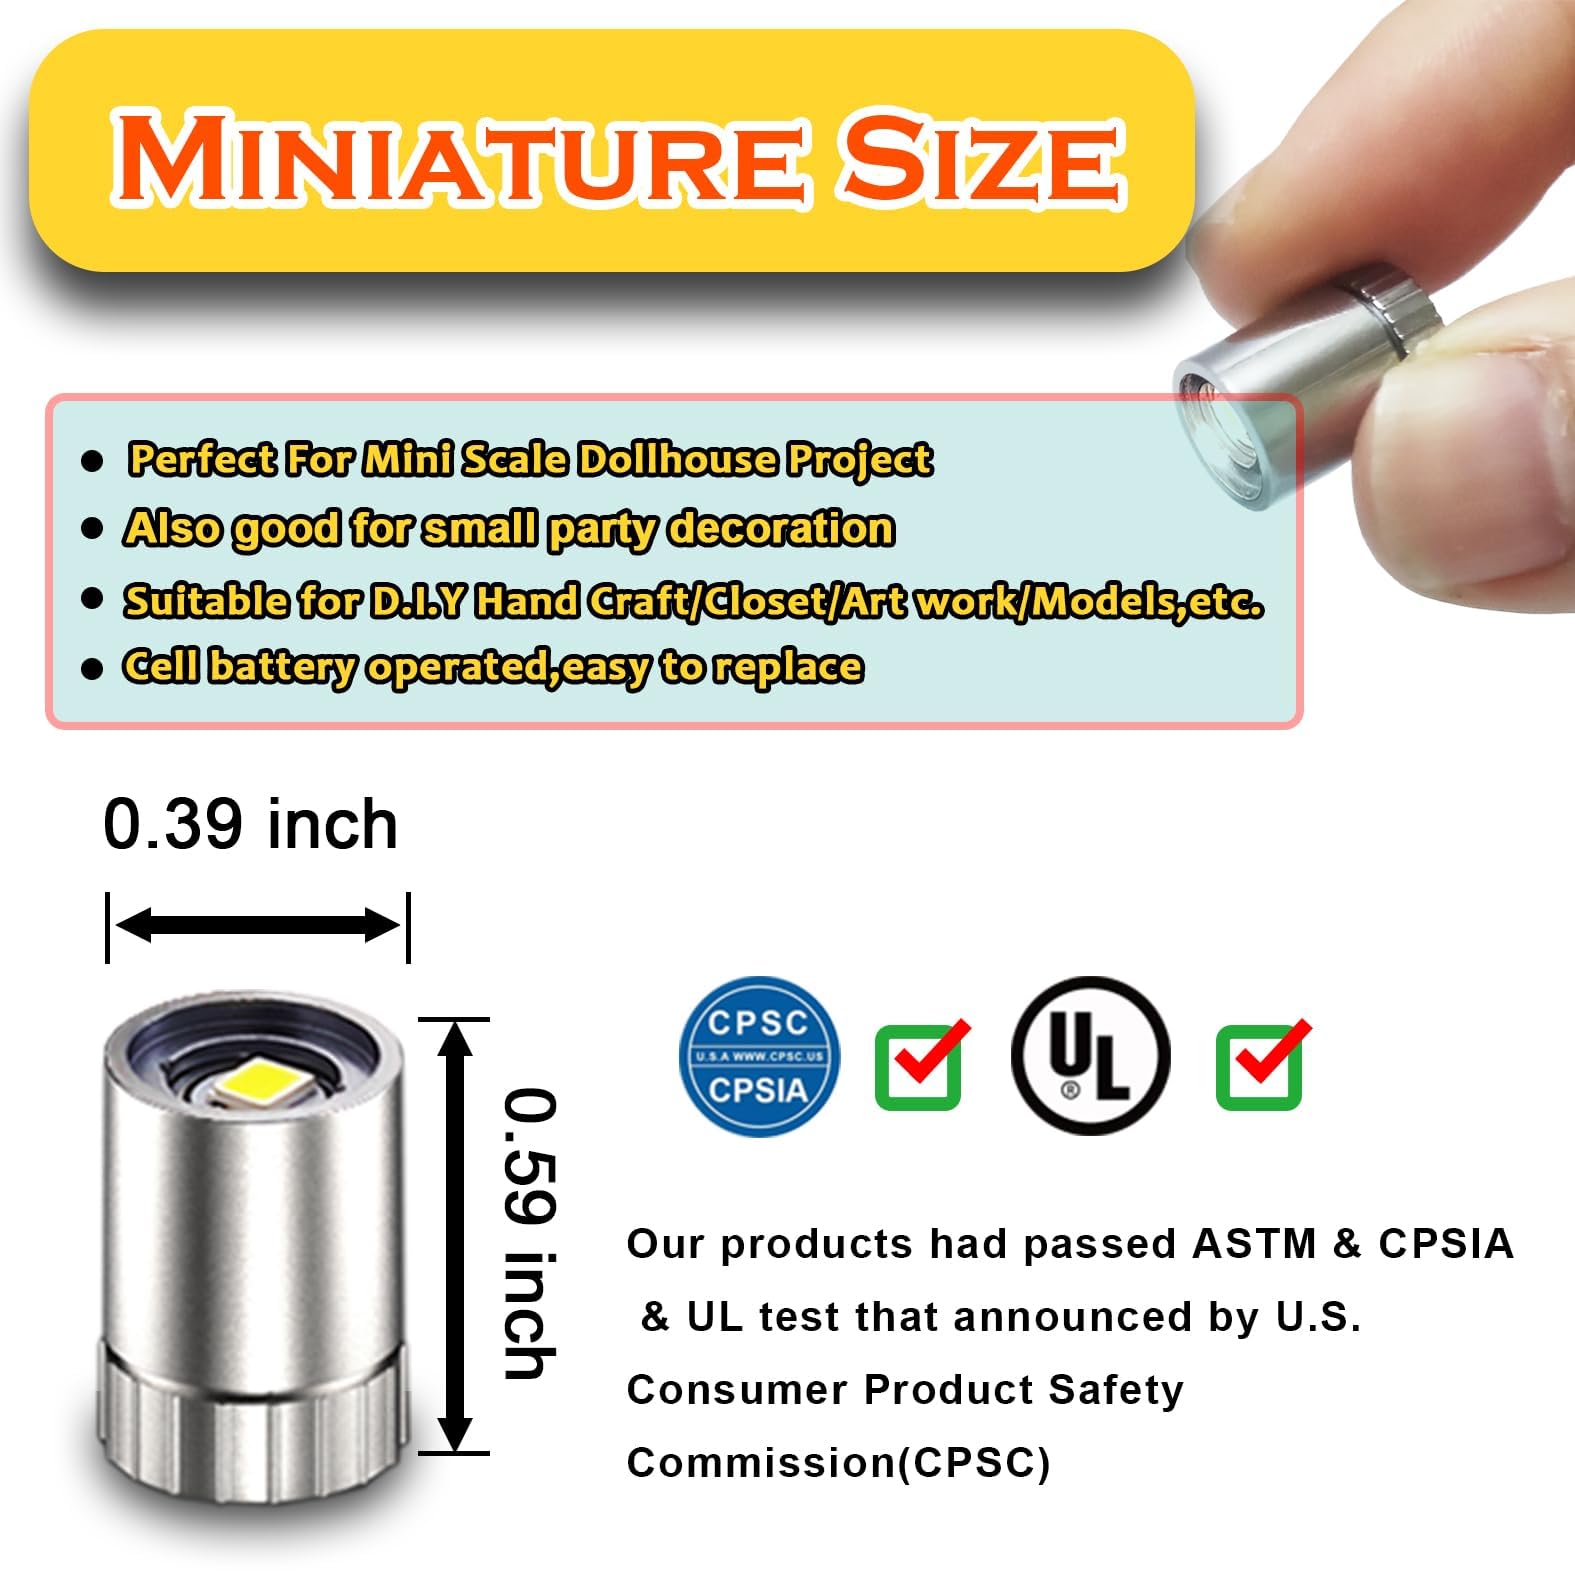 MINIATURE SIZE
Perfect For Mini Scale Dollhouse Project
Also good for small party decoration
Suitable for D.I.Y Hand Craft/Closet/Art work/Models,etc.
Cell battery operated,easy to replace
0.39 inch
0.59 inch
CPSC
U.S.A WWW.CPSC.US
CPSIA
UL
®
Our products had passed ASTM & CPSIA
& UL test that announced by U.S.
Consumer Product Safety
Commission(CPSC)